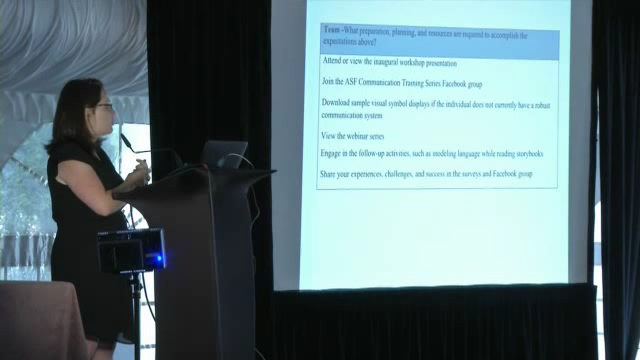 Team -What preparation, planning, and resources are required to accomplish the
expectations above?
Attend or view the inaugural workshop presentation
Join the ASF Communication Training Series Facebook group
Download sample visual symbol displays if the individual does not currently have a robust
communication system
View the webinar series
Engage in the follow-up activities, such as modeling language while reading storybooks
Share your experiences, challenges, and success in the surveys and Facebook group